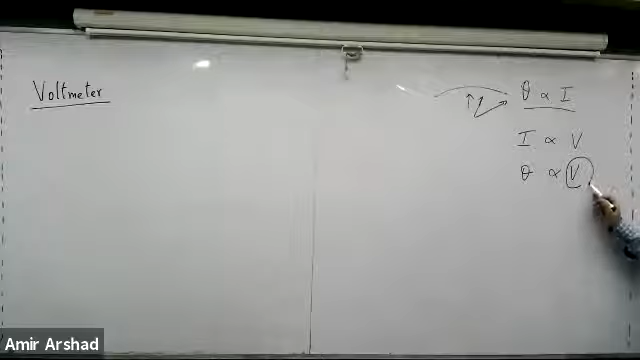 Voltmeter
θ ∝ I
I ∝ V
θ ∝ V
Amir Arshad